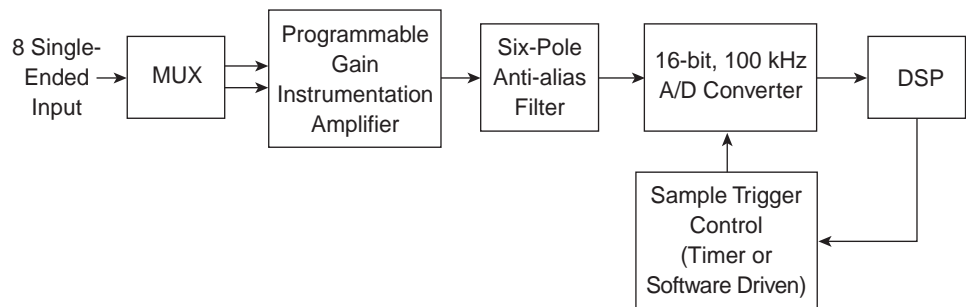 8 Single-
Ended
Input
MUX
Programmable
Gain
Instrumentation
Amplifier
Six-Pole
Anti-alias
Filter
16-bit, 100 kHz
A/D Converter
DSP
Sample Trigger
Control
(Timer or
Software Driven)